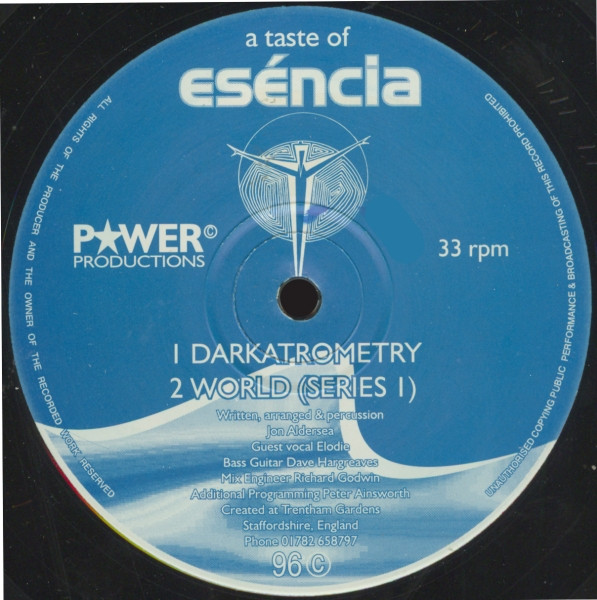 a taste of
eséncia
P★WER©
PRODUCTIONS
33 rpm
1 DARKATROMETRY
2 WORLD (SERIES 1)
Written, arranged & percussion
Jon Aldersea
Guest vocal Elodie
Bass Guitar Dave Hargreaves
Mix Engineer Richard Godwin
Additional Programming Peter Ainsworth
Created at Trentham Gardens
Staffordshire, England
Phone 01782 658797
96 ©
ALL RIGHTS OF THE PRODUCER AND THE OWNER OF THE RECORDED WORK RESERVED
UNAUTHORISED COPYING PUBLIC PERFORMANCE & BROADCASTING OF THIS RECORD PROHIBITED